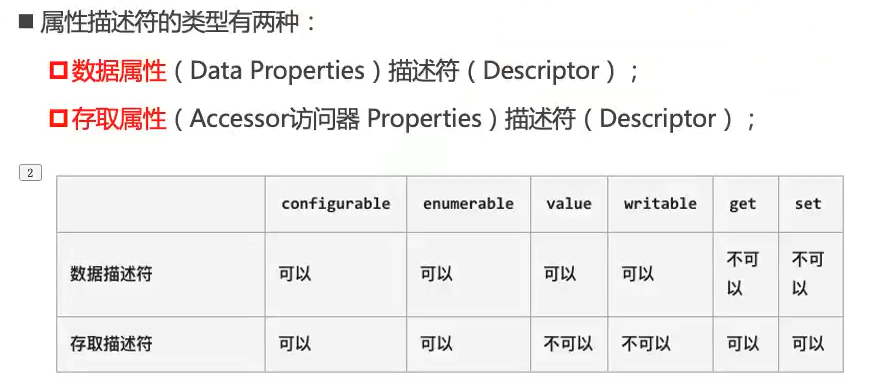 属性描述符的类型有两种：
数据属性（Data Properties）描述符（Descriptor）；
存取属性（Accessor访问器 Properties）描述符（Descriptor）；
2
configurable enumerable value writable get set
数据描述符 可以 可以 可以 可以 不可以 不可以
存取描述符 可以 可以 不可以 不可以 可以 可以